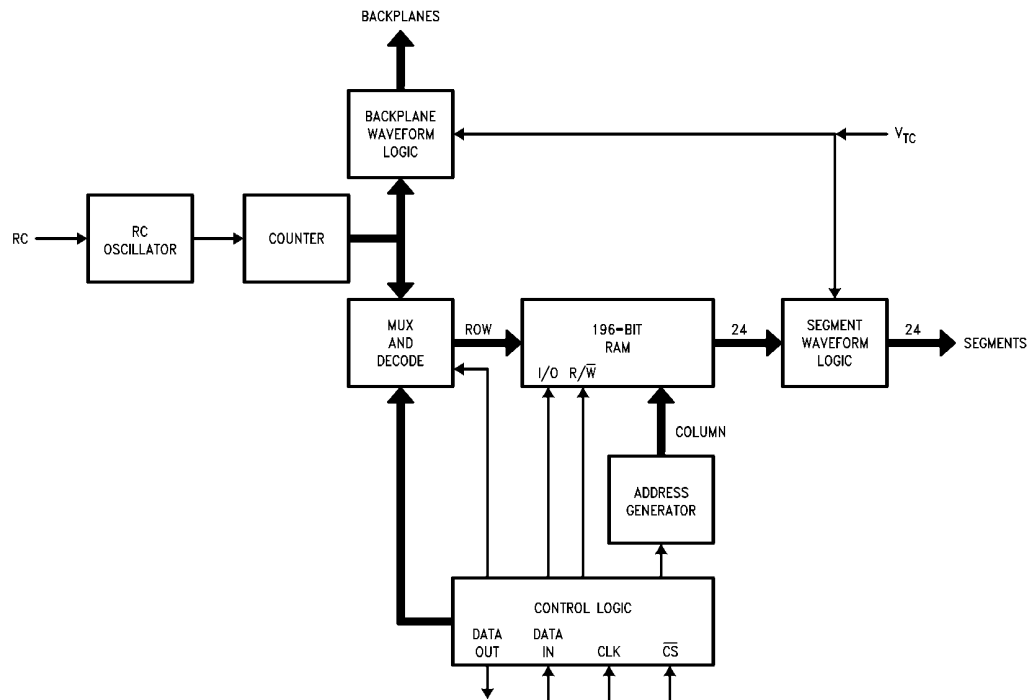 BACKPLANES
BACKPLANE
WAVEFORM
LOGIC
V_TC
RC
RC
OSCILLATOR
COUNTER
MUX
AND
DECODE
ROW
196-BIT
RAM
I/O R/W̅
24
SEGMENT
WAVEFORM
LOGIC
24
SEGMENTS
COLUMN
ADDRESS
GENERATOR
CONTROL LOGIC
DATA
OUT
DATA
IN
CLK
C̅S̅